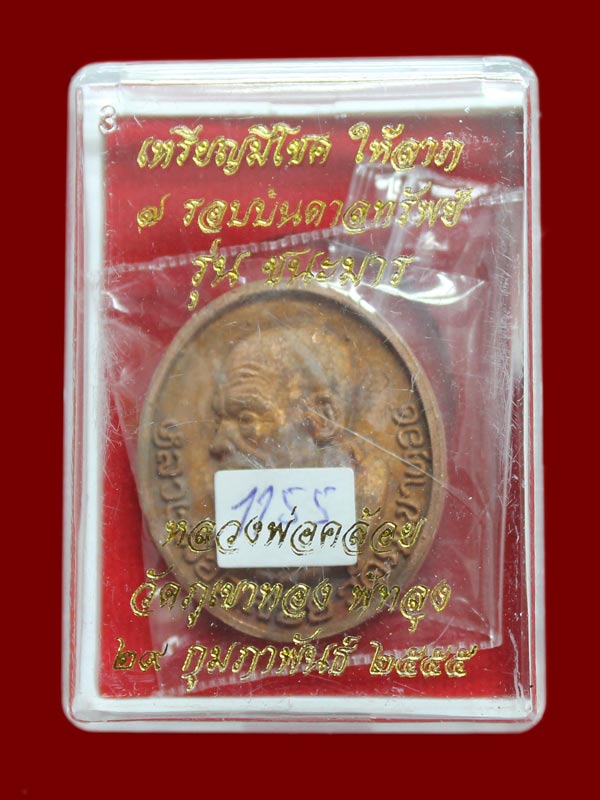 เหรียญมีโชค ให้ลาภ
๗ รอบบันดาลทรัพย์
รุ่น ชนะมาร
1155
หลวงพ่อคล้อย
วัดภูเขาทอง พัทลุง
๒๙ กุมภาพันธ์ ๒๕๕๕